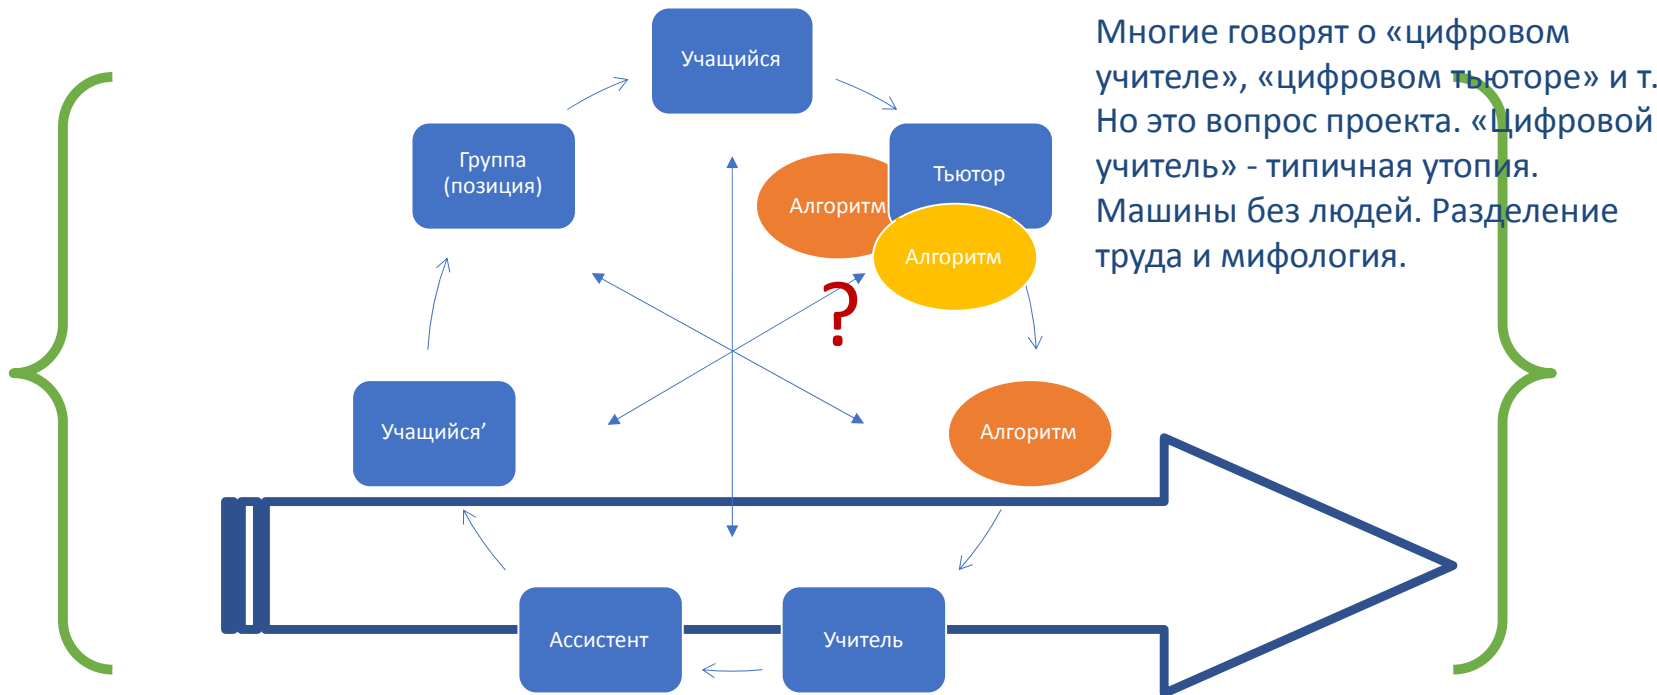 Учащийся
Многие говорят о «цифровом
учителе», «цифровом тьюторе» и т.
Но это вопрос проекта. «Цифровой
учитель» - типичная утопия.
Машины без людей. Разделение
труда и мифология.
Группа
(позиция)
Тьютор
Алгоритм
Алгоритм
?
Учащийся’
Алгоритм
Ассистент
Учитель